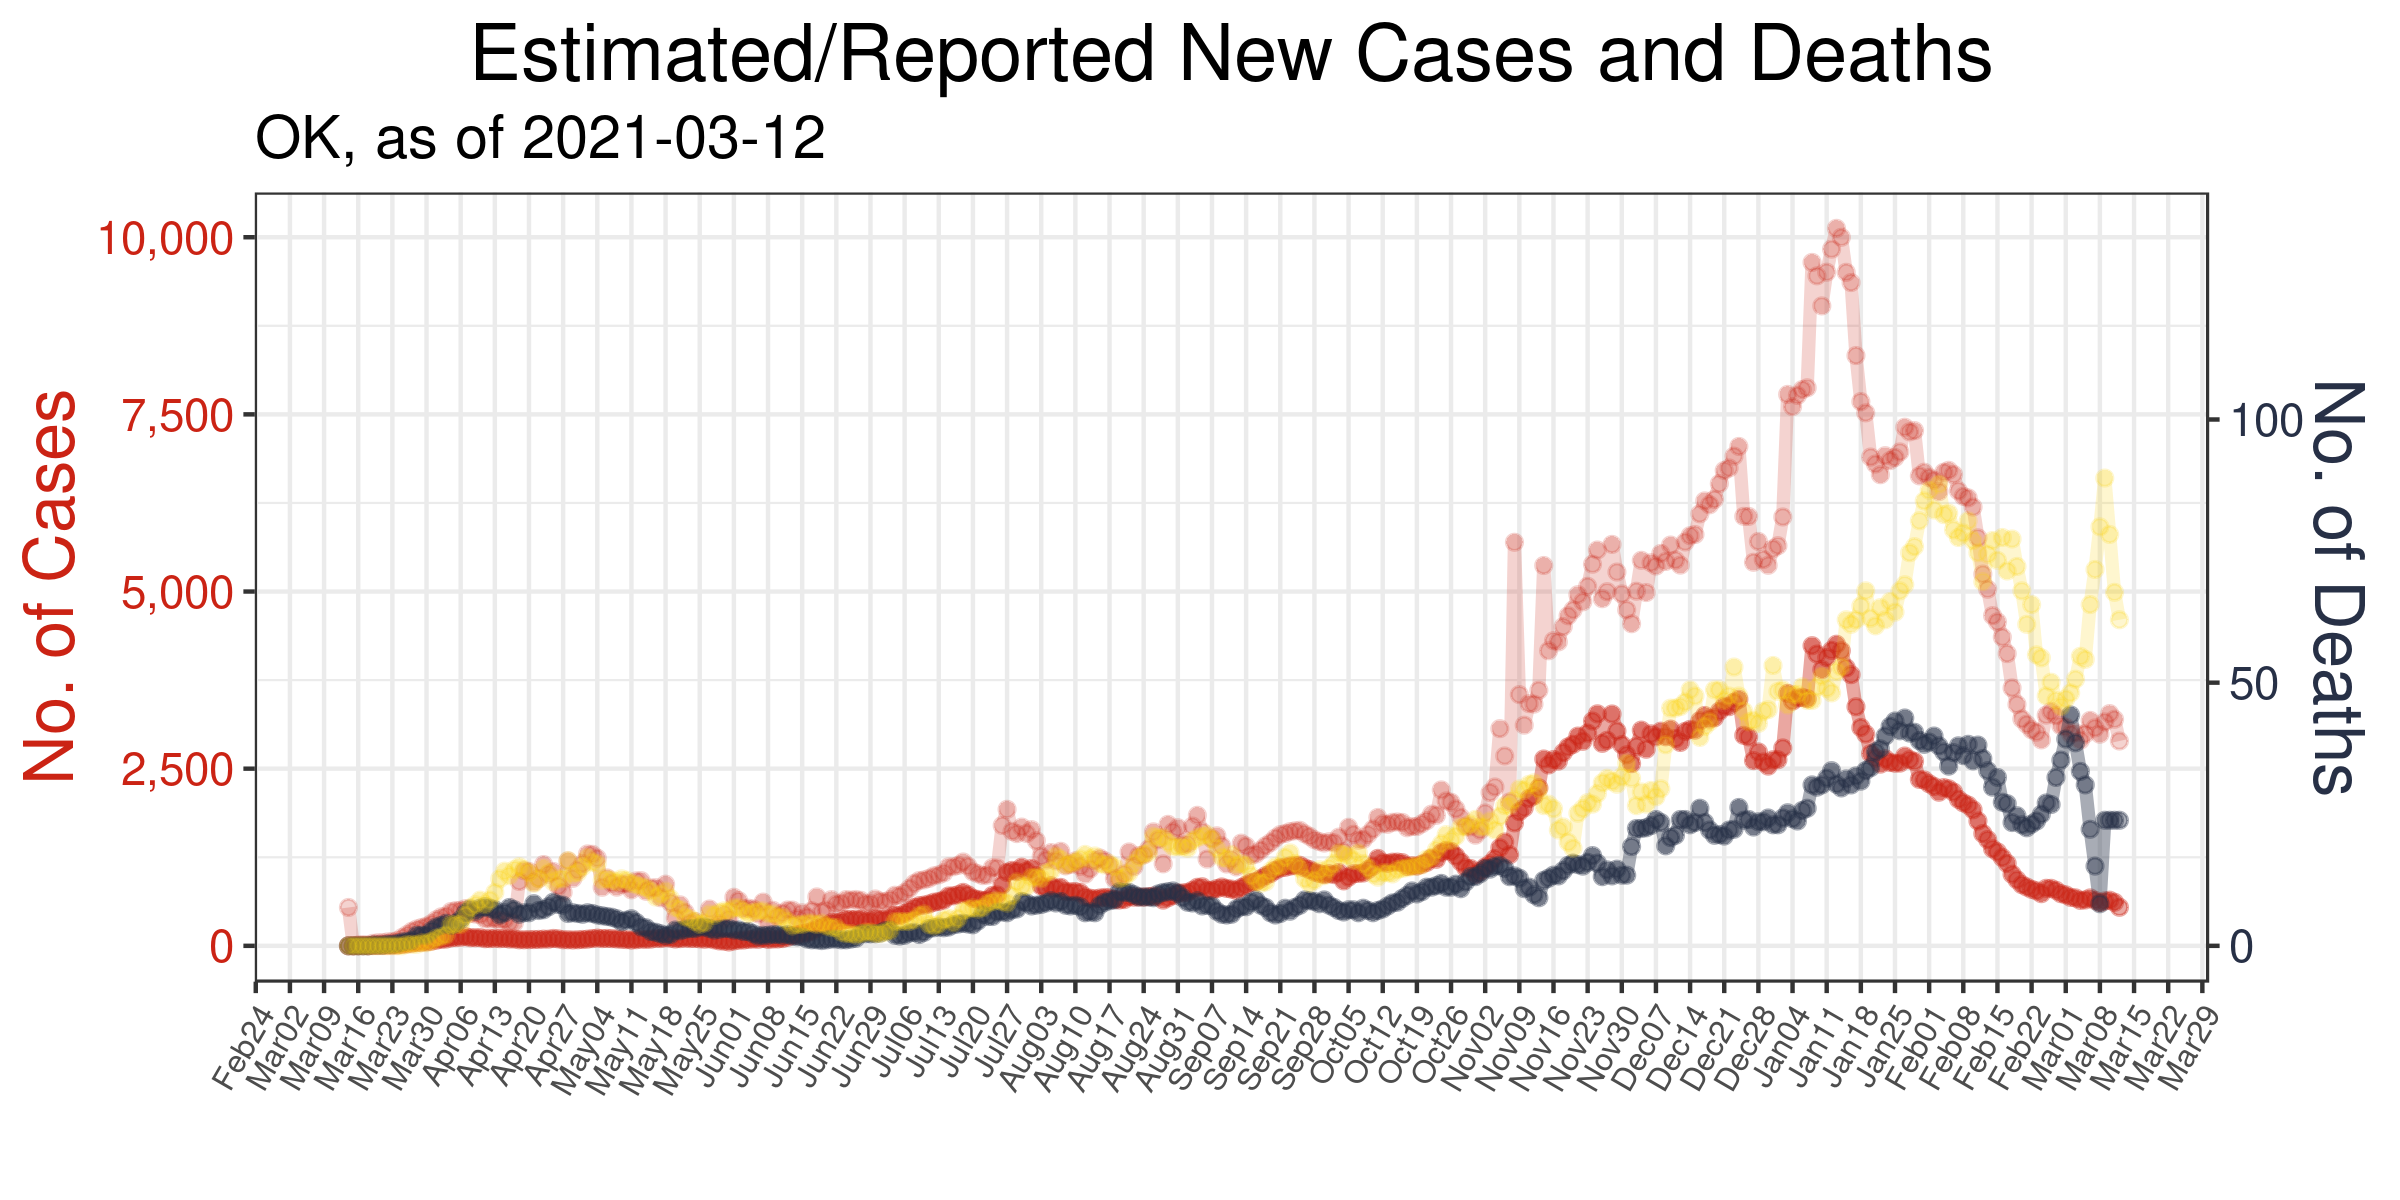 Estimated/Reported New Cases and Deaths
OK, as of 2021-03-12
No. of Cases
10,000
7,500
5,000
2,500
0
No. of Deaths
100
50
0
Feb24
Mar02
Mar09
Mar16
Mar23
Mar30
Apr06
Apr13
Apr20
Apr27
May04
May11
May18
May25
Jun01
Jun08
Jun15
Jun22
Jun29
Jul06
Jul13
Jul20
Jul27
Aug03
Aug10
Aug17
Aug24
Aug31
Sep07
Sep14
Sep21
Sep28
Oct05
Oct12
Oct19
Oct26
Nov02
Nov09
Nov16
Nov23
Nov30
Dec07
Dec14
Dec21
Dec28
Jan04
Jan11
Jan18
Jan25
Feb01
Feb08
Feb15
Feb22
Mar01
Mar08
Mar15
Mar22
Mar29